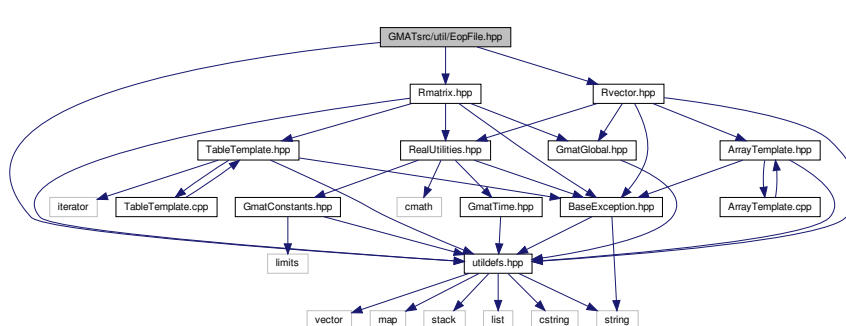 GMATsrc/util/EopFile.hpp
Rmatrix.hpp
Rvector.hpp
TableTemplate.hpp
RealUtilities.hpp
GmatGlobal.hpp
ArrayTemplate.hpp
iterator
TableTemplate.cpp
GmatConstants.hpp
cmath
GmatTime.hpp
BaseException.hpp
ArrayTemplate.cpp
limits
utildefs.hpp
vector
map
stack
list
cstring
string